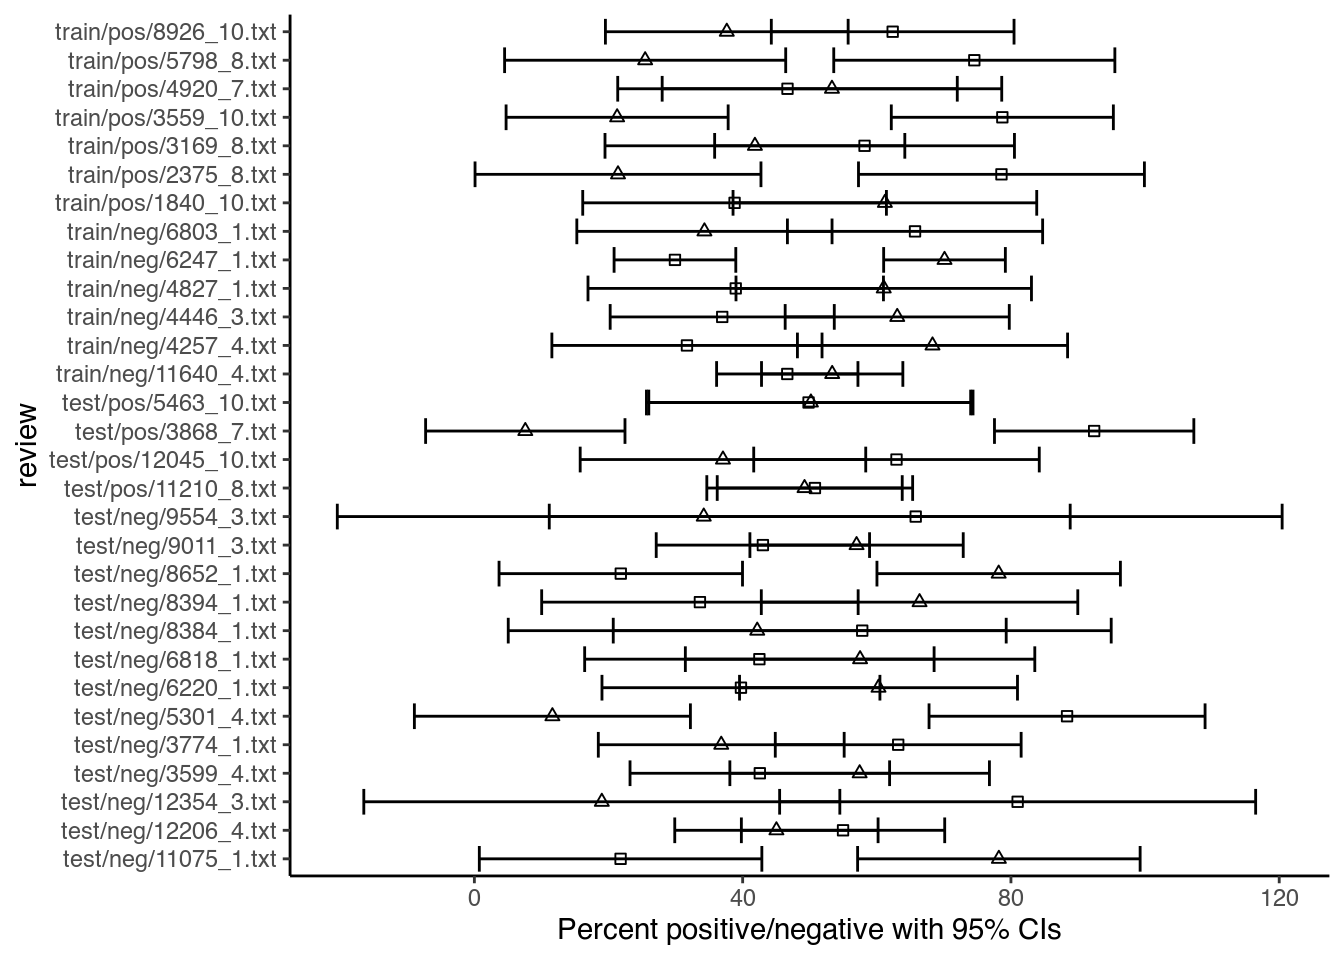 train/pos/8926_10.txt
train/pos/5798_8.txt
train/pos/4920_7.txt
train/pos/3559_10.txt
train/pos/3169_8.txt
train/pos/2375_8.txt
train/pos/1840_10.txt
train/neg/6803_1.txt
train/neg/6247_1.txt
train/neg/4827_1.txt
train/neg/4446_3.txt
train/neg/4257_4.txt
train/neg/11640_4.txt
test/pos/5463_10.txt
test/pos/3868_7.txt
test/pos/12045_10.txt
test/pos/11210_8.txt
test/neg/9554_3.txt
test/neg/9011_3.txt
test/neg/8652_1.txt
test/neg/8394_1.txt
test/neg/8384_1.txt
test/neg/6818_1.txt
test/neg/6220_1.txt
test/neg/5301_4.txt
test/neg/3774_1.txt
test/neg/3599_4.txt
test/neg/12354_3.txt
test/neg/12206_4.txt
test/neg/11075_1.txt
review
0 40 80 120
Percent positive/negative with 95% CIs